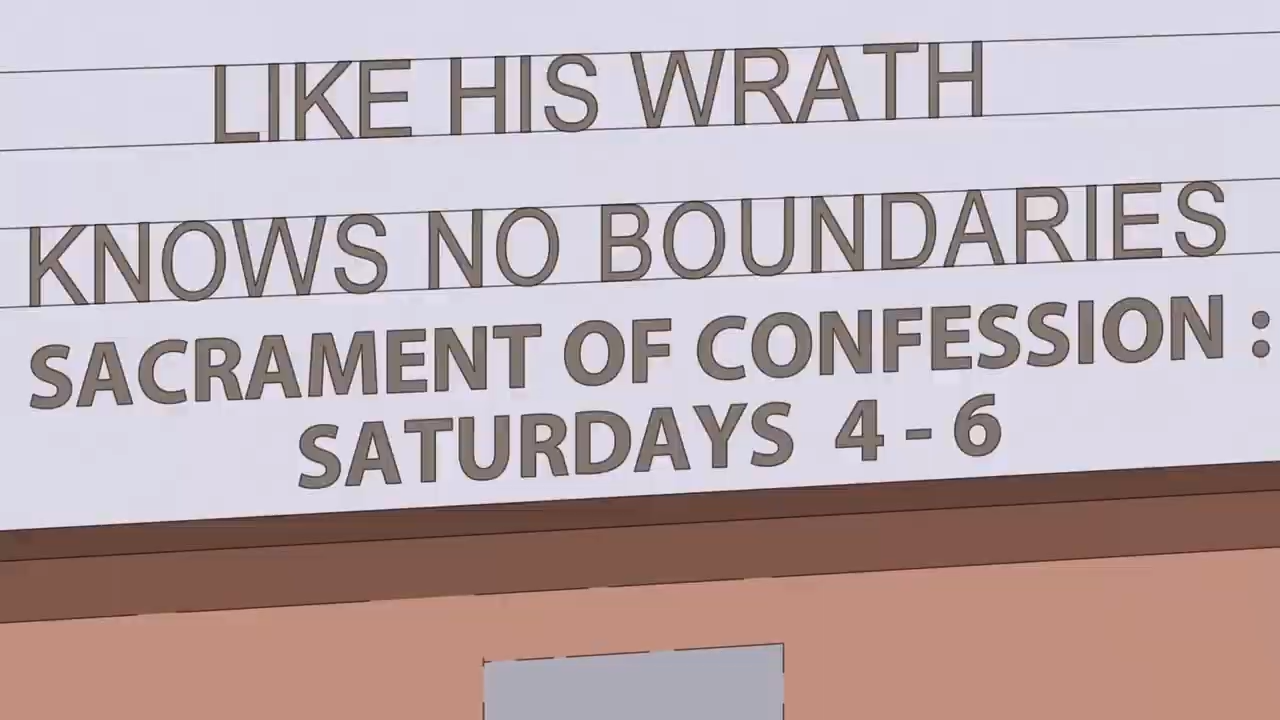 LIKE HIS WRATH
KNOWS NO BOUNDARIES
SACRAMENT OF CONFESSION :
SATURDAYS 4 - 6